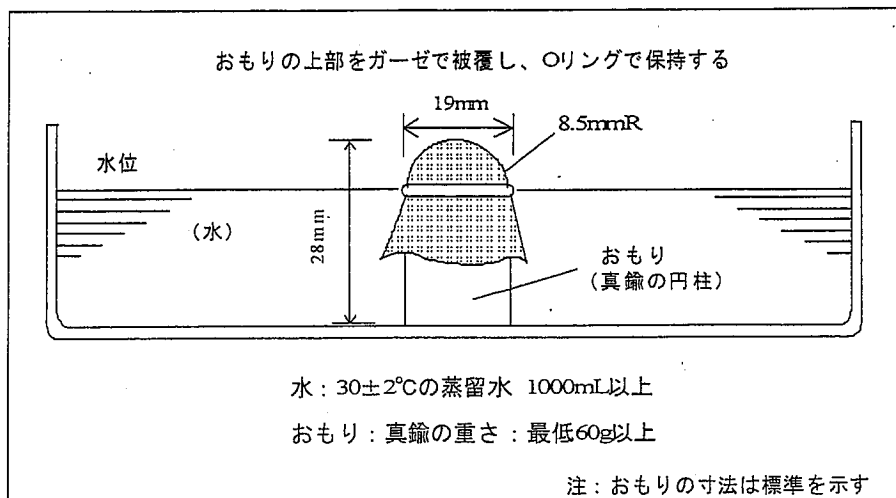 おもりの上部をガーゼで被覆し、Oリングで保持する
19mm
8.5mmR
水位
(水)
28mm
おもり
(真鍮の円柱)
水:30±2℃の蒸留水 1000mL以上
おもり:真鍮の重さ:最低60g以上
注:おもりの寸法は標準を示す